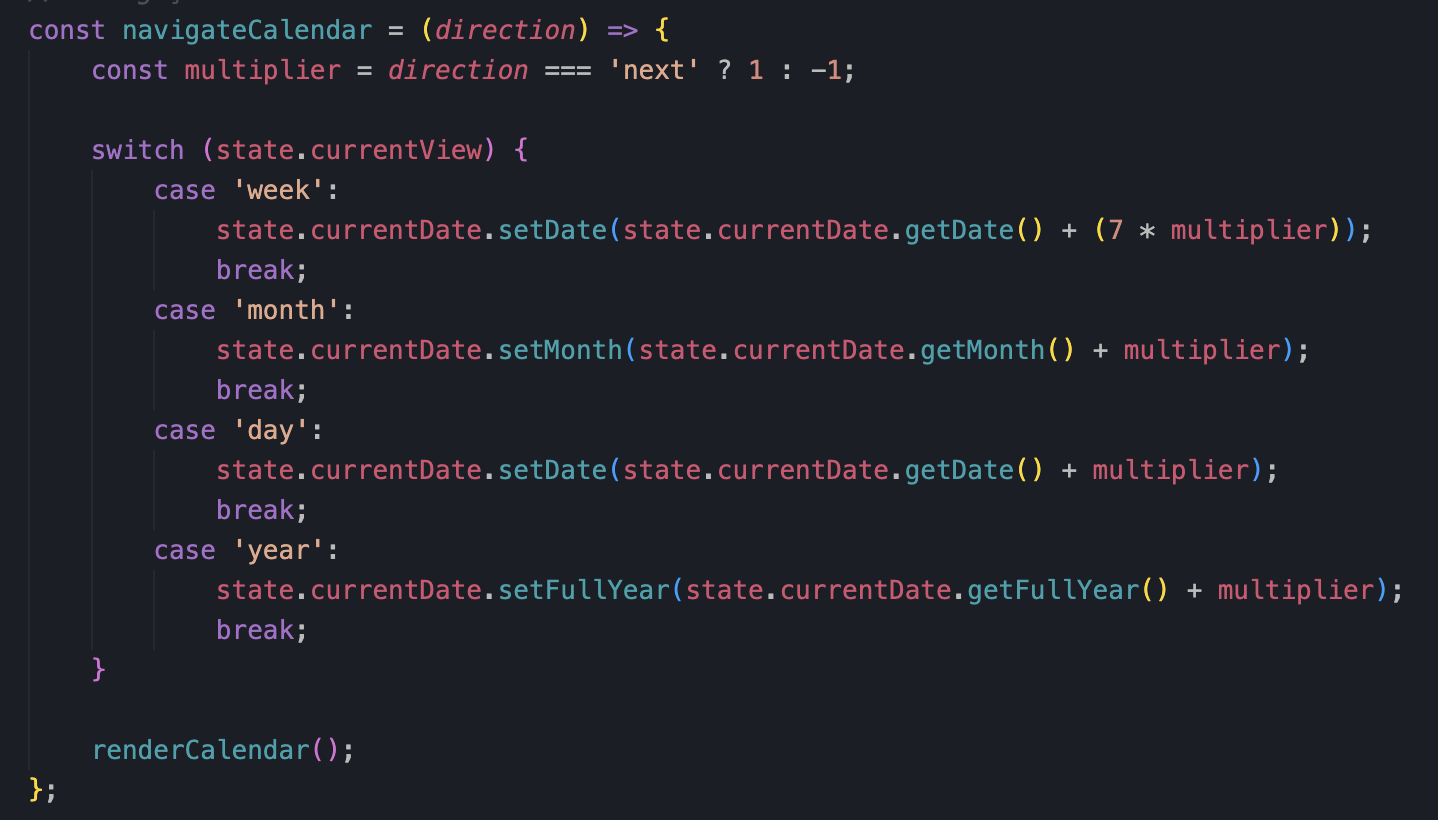 const navigateCalendar = (direction) => {
    const multiplier = direction === 'next' ? 1 : -1;

    switch (state.currentView) {
        case 'week':
            state.currentDate.setDate(state.currentDate.getDate() + (7 * multiplier));
            break;
        case 'month':
            state.currentDate.setMonth(state.currentDate.getMonth() + multiplier);
            break;
        case 'day':
            state.currentDate.setDate(state.currentDate.getDate() + multiplier);
            break;
        case 'year':
            state.currentDate.setFullYear(state.currentDate.getFullYear() + multiplier);
            break;
    }

    renderCalendar();
};